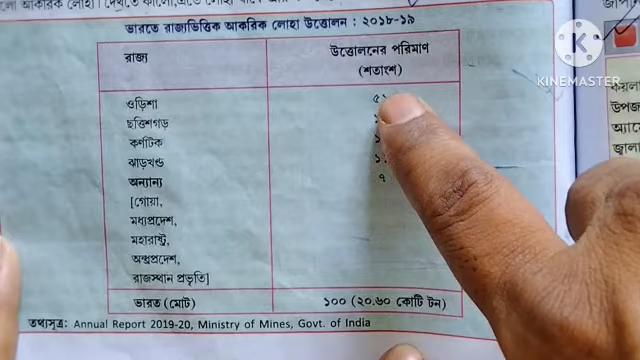 আকরিক লোহা।
ভারতে রাজ্যভিত্তিক আকরিক লোহা উত্তোলন : ২০১৮-১৯
রাজ্য উত্তোলনের পরিমাণ
(শতাংশ)
ওড়িশা
ছত্তিশগড়
কর্ণাটক
ঝাড়খণ্ড
অন্যান্য ৭
[গোয়া,
মধ্যপ্রদেশ,
মহারাষ্ট্র,
অন্ধ্রপ্রদেশ,
রাজস্থান প্রভৃতি]
ভারত (মোট) ১০০ (২০.৬০ কোটি টন)
তথ্যসূত্র: Annual Report 2019-20, Ministry of Mines, Govt. of India
KINEMASTER